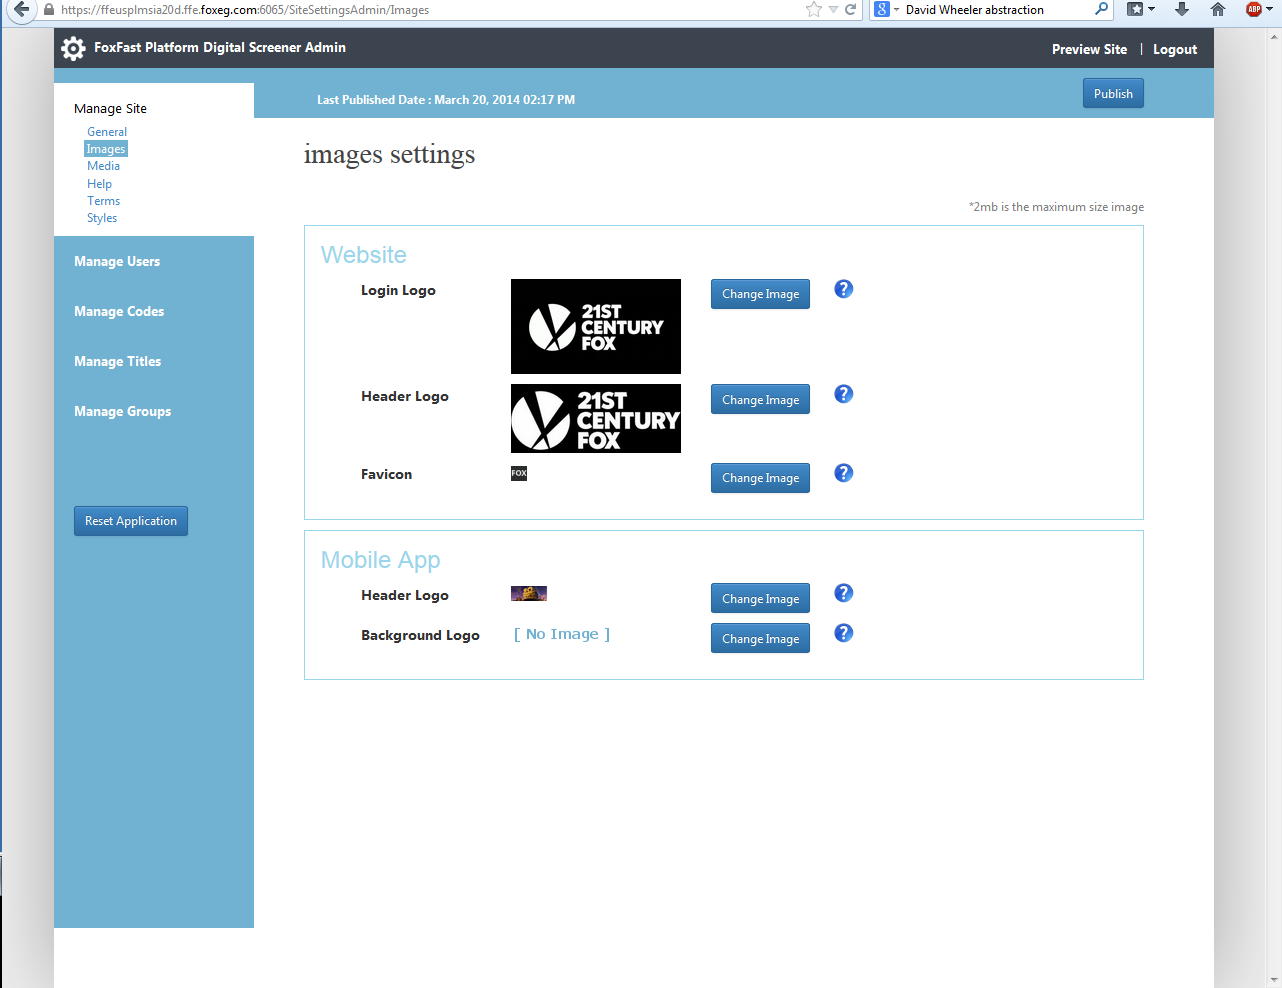 https://ffeusplmsia20d.ffe.foxeg.com:6065/SiteSettingsAdmin/Images
8
David Wheeler abstraction
ABP
FoxFast Platform Digital Screener Admin
Preview Site | Logout
Last Published Date : March 20, 2014 02:17 PM
Publish
Manage Site
General
Images
Media
Help
Terms
Styles
Manage Users
Manage Codes
Manage Titles
Manage Groups
Reset Application
images settings
*2mb is the maximum size image
Website
Login Logo
21ST
CENTURY
FOX
Change Image
?
Header Logo
21ST
CENTURY
FOX
Change Image
?
Favicon
FOX
Change Image
?
Mobile App
Header Logo
Change Image
?
Background Logo
[ No Image ]
Change Image
?